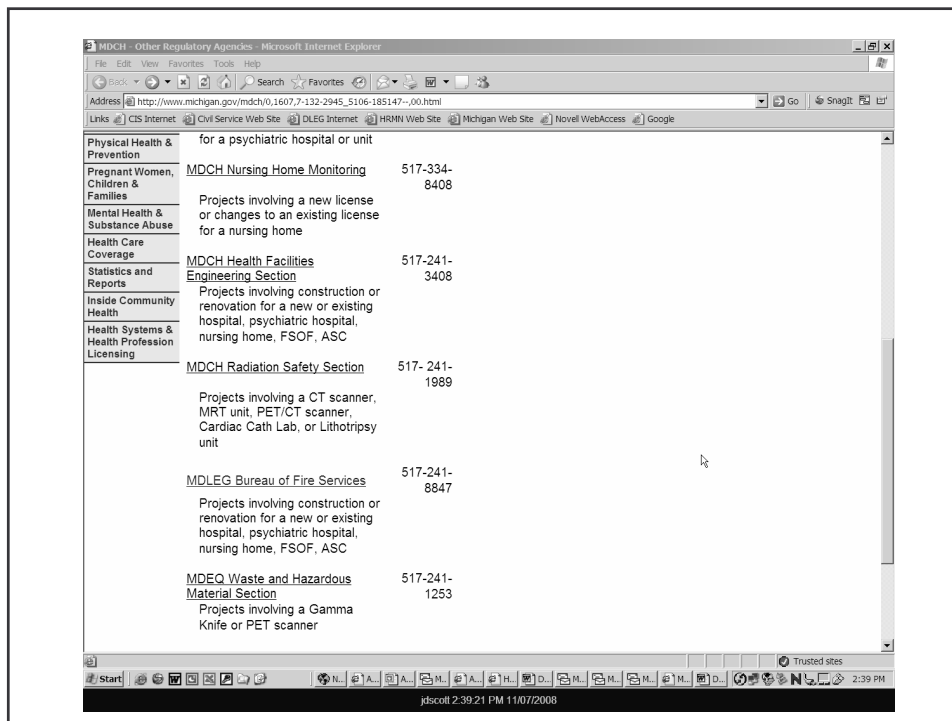 MDCH - Other Regulatory Agencies - Microsoft Internet Explorer
File Edit View Favorites Tools Help
Back Search Favorites
Address http://www.michigan.gov/mdch/0,1607,7-132-2945_5106-185147--,00.html Go SnagIt
Links CIS Internet Civil Service Web Site DLEG Internet HRMN Web Site Michigan Web Site Novell WebAccess Google
Physical Health &
Prevention
Pregnant Women,
Children &
Families
Mental Health &
Substance Abuse
Health Care
Coverage
Statistics and
Reports
Inside Community
Health
Health Systems &
Health Profession
Licensing
for a psychiatric hospital or unit
MDCH Nursing Home Monitoring 517-334-
8408
Projects involving a new license
or changes to an existing license
for a nursing home
MDCH Health Facilities 517-241-
Engineering Section 3408
Projects involving construction or
renovation for a new or existing
hospital, psychiatric hospital,
nursing home, FSOF, ASC
MDCH Radiation Safety Section 517- 241-
1989
Projects involving a CT scanner,
MRT unit, PET/CT scanner,
Cardiac Cath Lab, or Lithotripsy
unit
MDLEG Bureau of Fire Services 517-241-
8847
Projects involving construction or
renovation for a new or existing
hospital, psychiatric hospital,
nursing home, FSOF, ASC
MDEQ Waste and Hazardous 517-241-
Material Section 1253
Projects involving a Gamma
Knife or PET scanner
Trusted sites
Start N... A... A... M... A... H... D... M... M... M... M... D... 2:39 PM
jdscott 2:39:21 PM 11/07/2008